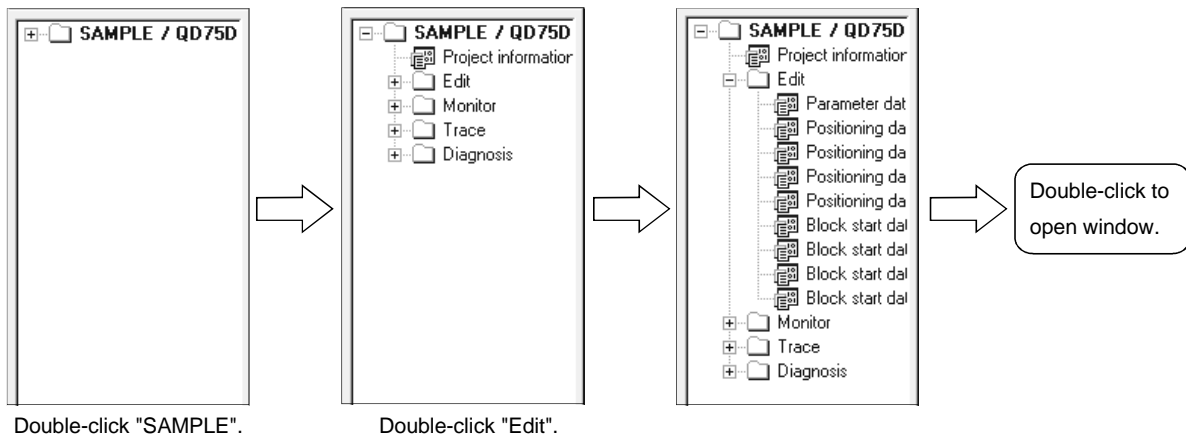 SAMPLE / QD75D
Double-click "SAMPLE".
SAMPLE / QD75D
Project information
Edit
Monitor
Trace
Diagnosis
Double-click "Edit".
SAMPLE / QD75D
Project information
Edit
Parameter dat
Positioning da
Positioning da
Positioning da
Positioning da
Block start dat
Block start dat
Block start dat
Block start dat
Monitor
Trace
Diagnosis
Double-click to
open window.